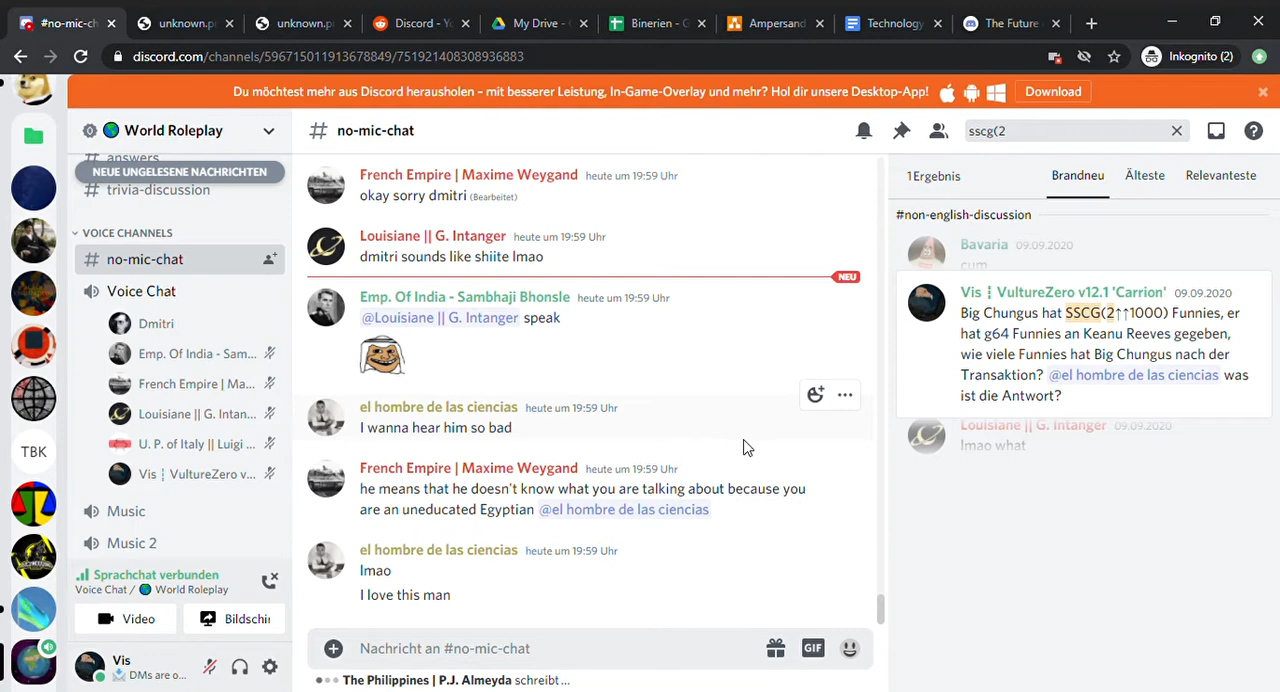 #no-mic-ch
unknown.p
unknown.pr
Discord - Yo
My Drive -
Binerien - G
Ampersand
Technology
The Future
discord.com/channels/596715011913678849/751921408308936883
Inkognito (2)
Du möchtest mehr aus Discord herausholen – mit besserer Leistung, In-Game-Overlay und mehr? Hol dir unsere Desktop-App!
Download
World Roleplay
# no-mic-chat
sscg(2
# answers
NEUE UNGELESENE NACHRICHTEN
# trivia-discussion
VOICE CHANNELS
# no-mic-chat
Voice Chat
Dmitri
Emp. Of India - Sam...
French Empire | Ma...
Louisiane || G. Intan...
U. P. of Italy || Luigi ...
Vis ¦ VultureZero v...
Music
Music 2
TBK
Sprachchat verbunden
Voice Chat / World Roleplay
Video
Bildschir
Vis
DMs are o...
French Empire | Maxime Weygand heute um 19:59 Uhr
okay sorry dmitri (Bearbeitet)
Louisiane || G. Intanger heute um 19:59 Uhr
dmitri sounds like shiite lmao
NEU
Emp. Of India - Sambhaji Bhonsle heute um 19:59 Uhr
@Louisiane || G. Intanger speak
el hombre de las ciencias heute um 19:59 Uhr
I wanna hear him so bad
French Empire | Maxime Weygand heute um 19:59 Uhr
he means that he doesn't know what you are talking about because you
are an uneducated Egyptian @el hombre de las ciencias
el hombre de las ciencias heute um 19:59 Uhr
lmao
I love this man
Nachricht an #no-mic-chat
GIF
The Philippines | P.J. Almeyda schreibt ...
1 Ergebnis
Brandneu
Älteste
Relevanteste
#non-english-discussion
Bavaria 09.09.2020
cum
Vis ¦ VultureZero v12.1 'Carrion' 09.09.2020
Big Chungus hat SSCG(2↑↑1000) Funnies, er
hat g64 Funnies an Keanu Reeves gegeben,
wie viele Funnies hat Big Chungus nach der
Transaktion? @el hombre de las ciencias was
ist die Antwort?
Louisiane || G. Intanger 09.09.2020
lmao what